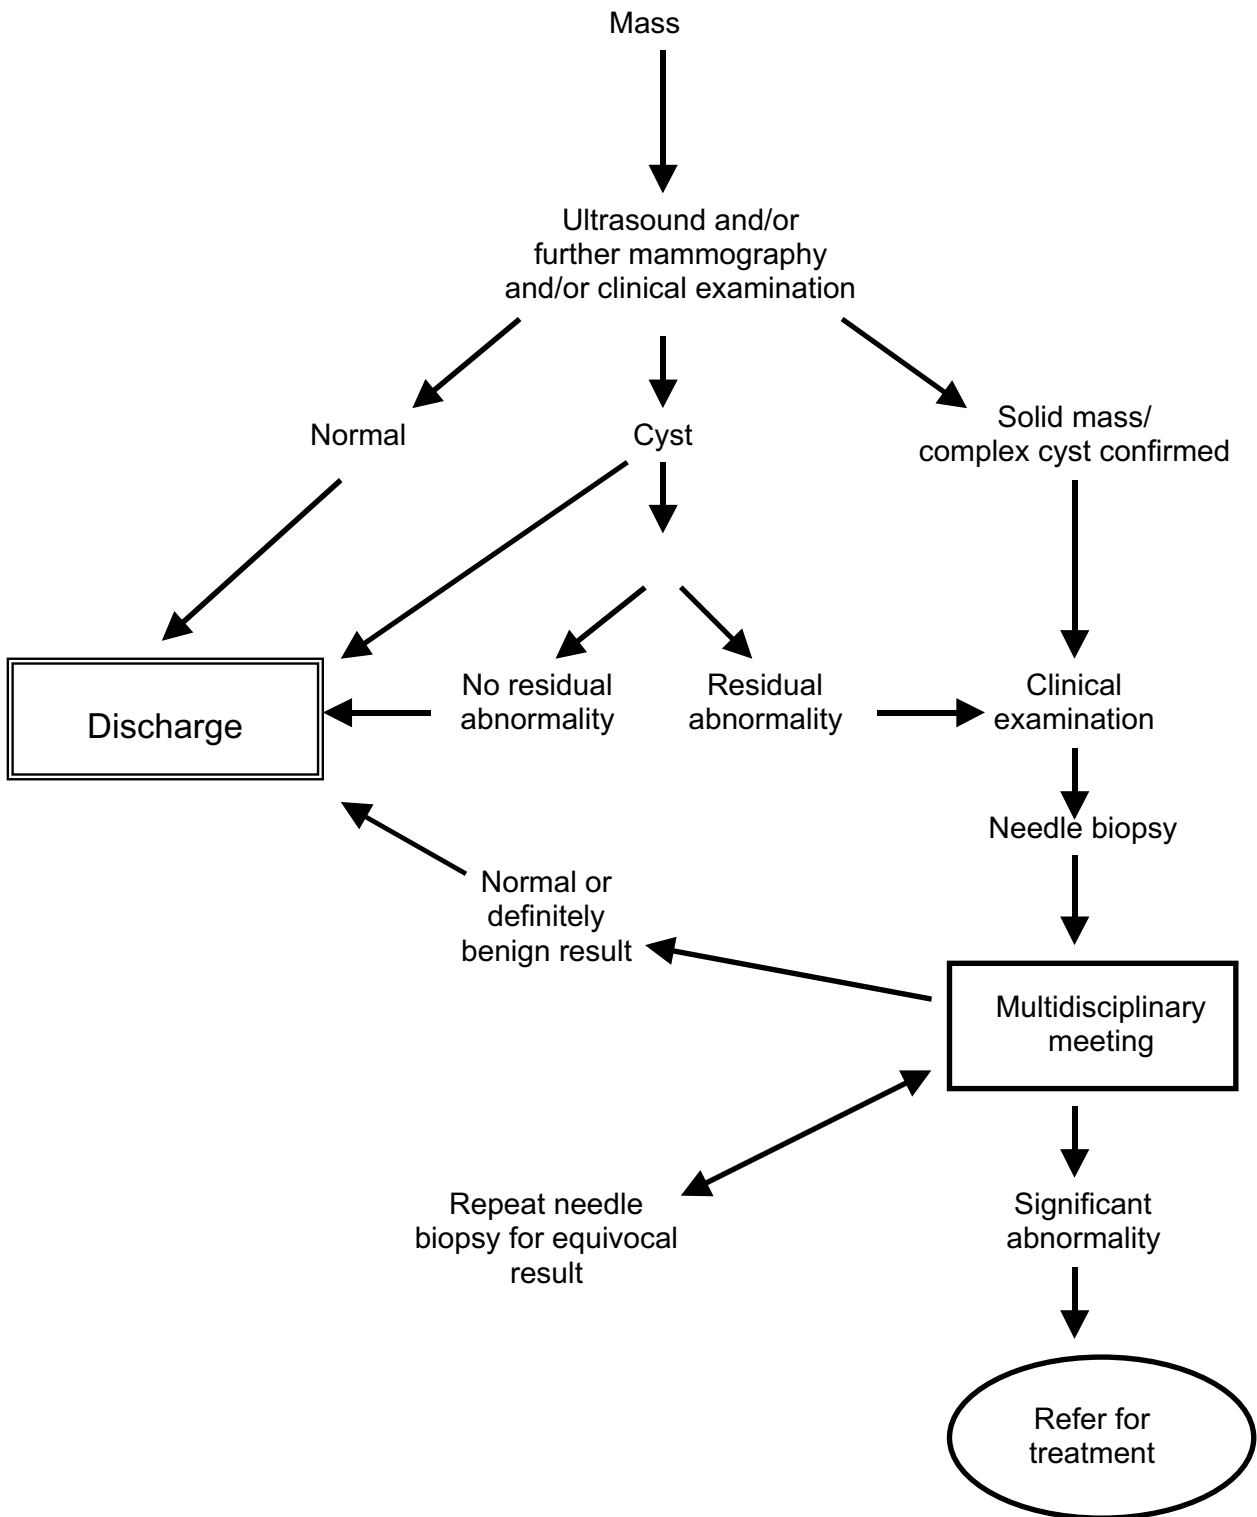 Mass
Ultrasound and/or
further mammography
and/or clinical examination
Normal
Cyst
Solid mass/
complex cyst confirmed
Discharge
No residual
abnormality
Residual
abnormality
Clinical
examination
Needle biopsy
Normal or
definitely
benign result
Multidisciplinary
meeting
Repeat needle
biopsy for equivocal
result
Significant
abnormality
Refer for
treatment